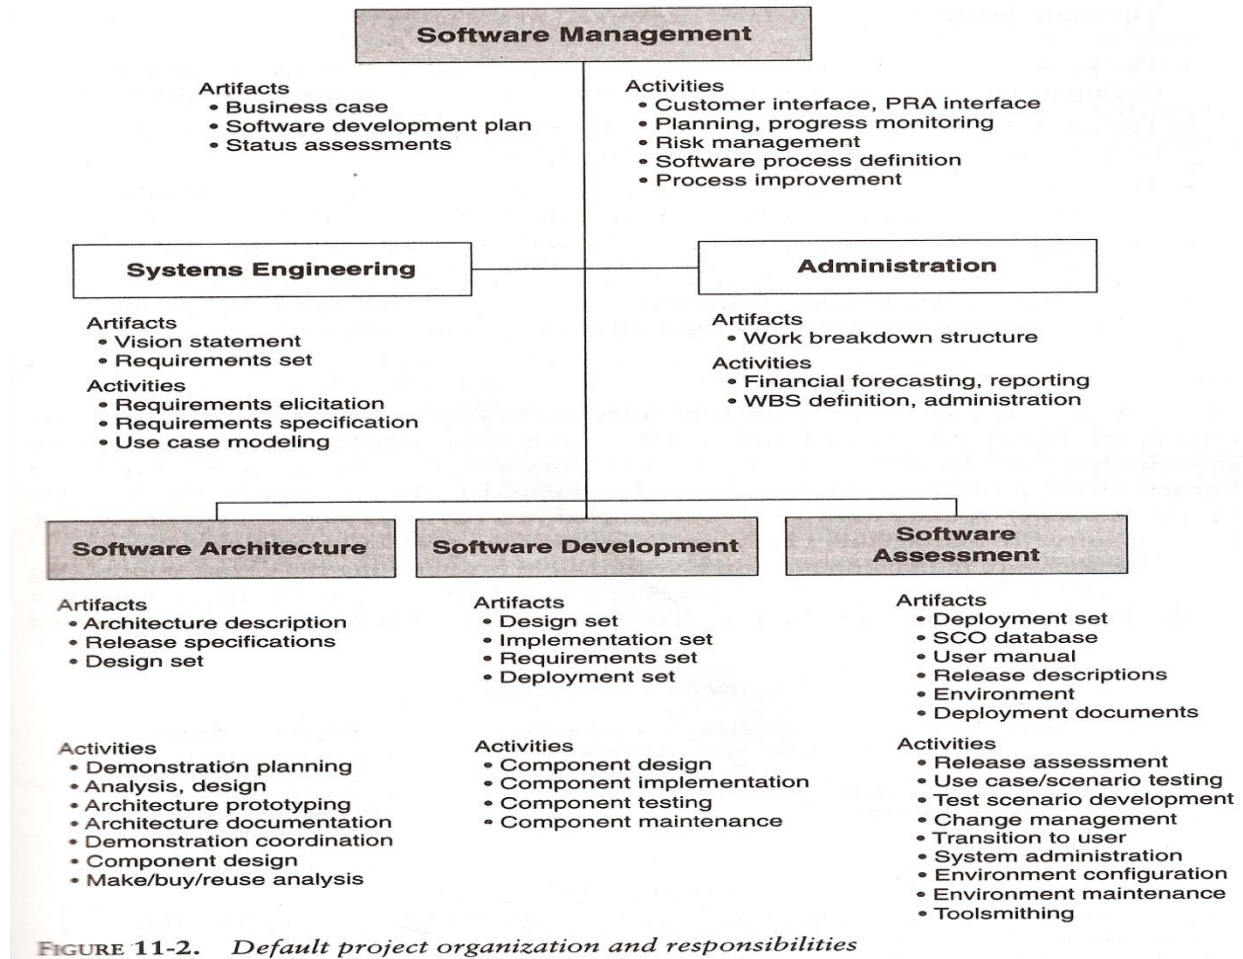 Software Management
Artifacts
• Business case
• Software development plan
• Status assessments
Activities
• Customer interface, PRA interface
• Planning, progress monitoring
• Risk management
• Software process definition
• Process improvement
Systems Engineering
Artifacts
• Vision statement
• Requirements set
Activities
• Requirements elicitation
• Requirements specification
• Use case modeling
Administration
Artifacts
• Work breakdown structure
Activities
• Financial forecasting, reporting
• WBS definition, administration
Software Architecture
Artifacts
• Architecture description
• Release specifications
• Design set
Activities
• Demonstration planning
• Analysis, design
• Architecture prototyping
• Architecture documentation
• Demonstration coordination
• Component design
• Make/buy/reuse analysis
Software Development
Artifacts
• Design set
• Implementation set
• Requirements set
• Deployment set
Activities
• Component design
• Component implementation
• Component testing
• Component maintenance
Software
Assessment
Artifacts
• Deployment set
• SCO database
• User manual
• Release descriptions
• Environment
• Deployment documents
Activities
• Release assessment
• Use case/scenario testing
• Test scenario development
• Change management
• Transition to user
• System administration
• Environment configuration
• Environment maintenance
• Toolsmithing
FIGURE 11-2. Default project organization and responsibilities